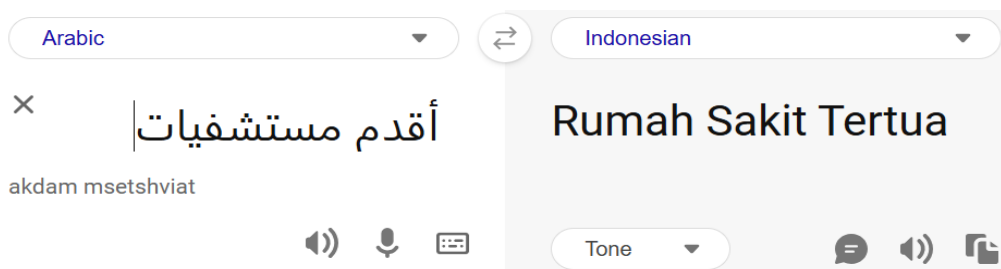 Arabic
Indonesian
أقدم مستشفيات
Rumah Sakit Tertua
akdam msetshviat
Tone